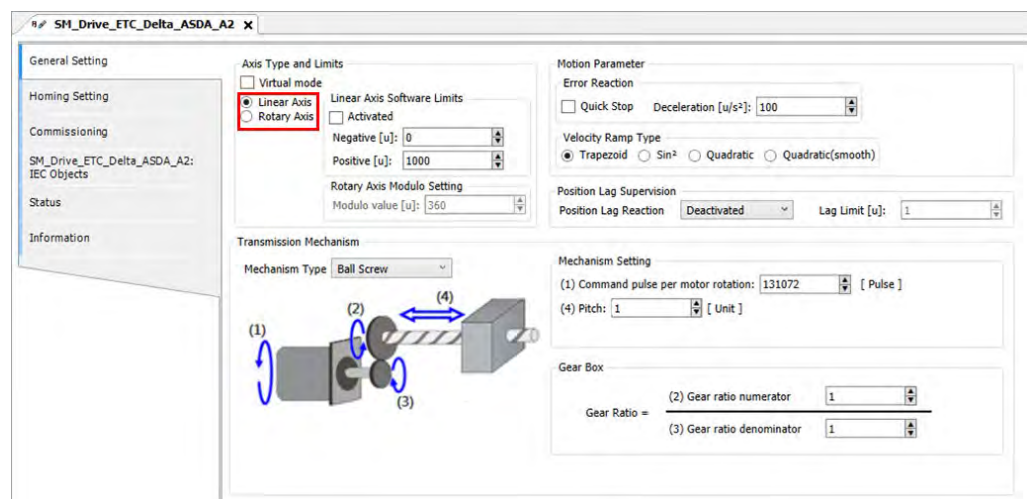 SM_Drive_ETC_Delta_ASDA_A2 X
General Setting
Homing Setting
Commissioning
SM_Drive_ETC_Delta_ASDA_A2:
IEC Objects
Status
Information
Axis Type and Limits
Virtual mode
Linear Axis
Rotary Axis
Linear Axis Software Limits
Activated
Negative [u]: 0
Positive [u]: 1000
Rotary Axis Modulo Setting
Modulo value [u]: 360
Motion Parameter
Error Reaction
Quick Stop Deceleration [u/s²]: 100
Velocity Ramp Type
Trapezoid Sin² Quadratic Quadratic(smooth)
Position Lag Supervision
Position Lag Reaction Deactivated Lag Limit [u]: 1
Transmission Mechanism
Mechanism Type Ball Screw
(1)
(2)
(4)
(3)
Mechanism Setting
(1) Command pulse per motor rotation: 131072 [ Pulse ]
(4) Pitch: 1 [ Unit ]
Gear Box
Gear Ratio =
(2) Gear ratio numerator 1
(3) Gear ratio denominator 1